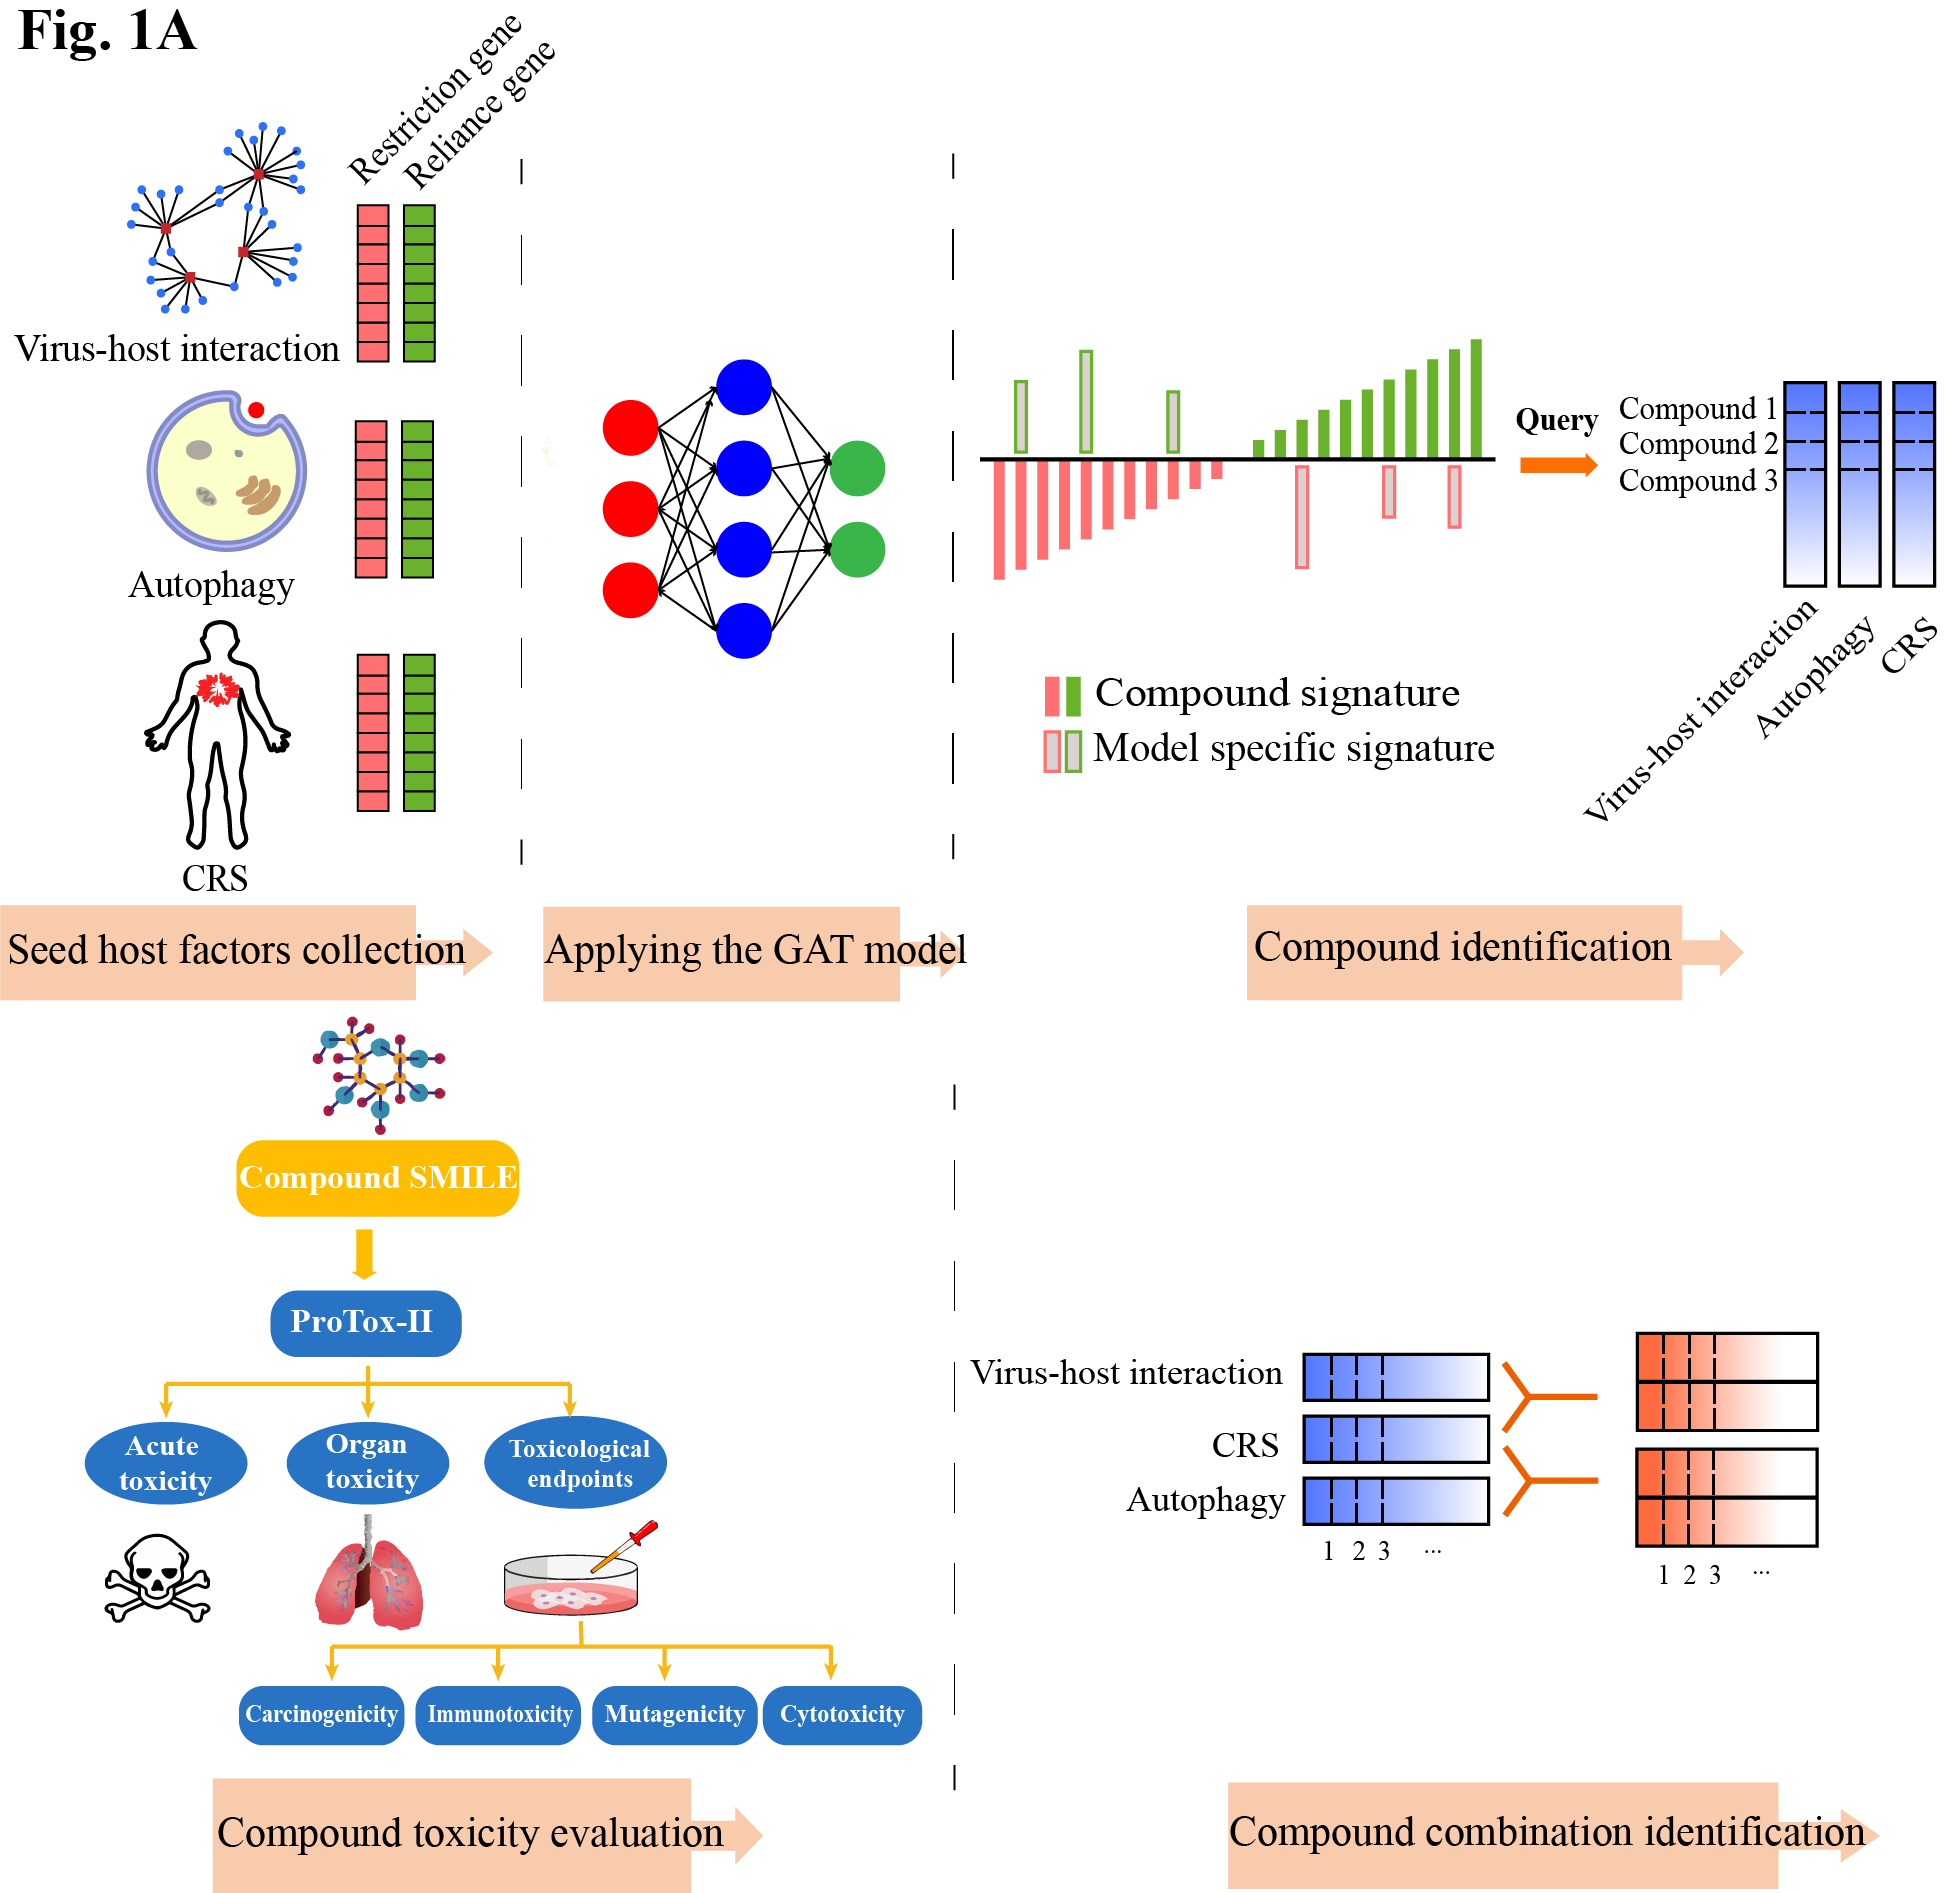 Fig. 1A
Restriction gene
Reliance gene
Virus-host interaction
Autophagy
CRS
Query
Compound 1
Compound 2
Compound 3
Virus-host interaction
Autophagy
CRS
Compound signature
Model specific signature
Seed host factors collection
Applying the GAT model
Compound identification
Compound SMILE
ProTox-II
Acute
toxicity
Organ
toxicity
Toxicological
endpoints
Carcinogenicity
Immunotoxicity
Mutagenicity
Cytotoxicity
Compound toxicity evaluation
Virus-host interaction
CRS
Autophagy
1 2 3 ...
1 2 3 ...
Compound combination identification